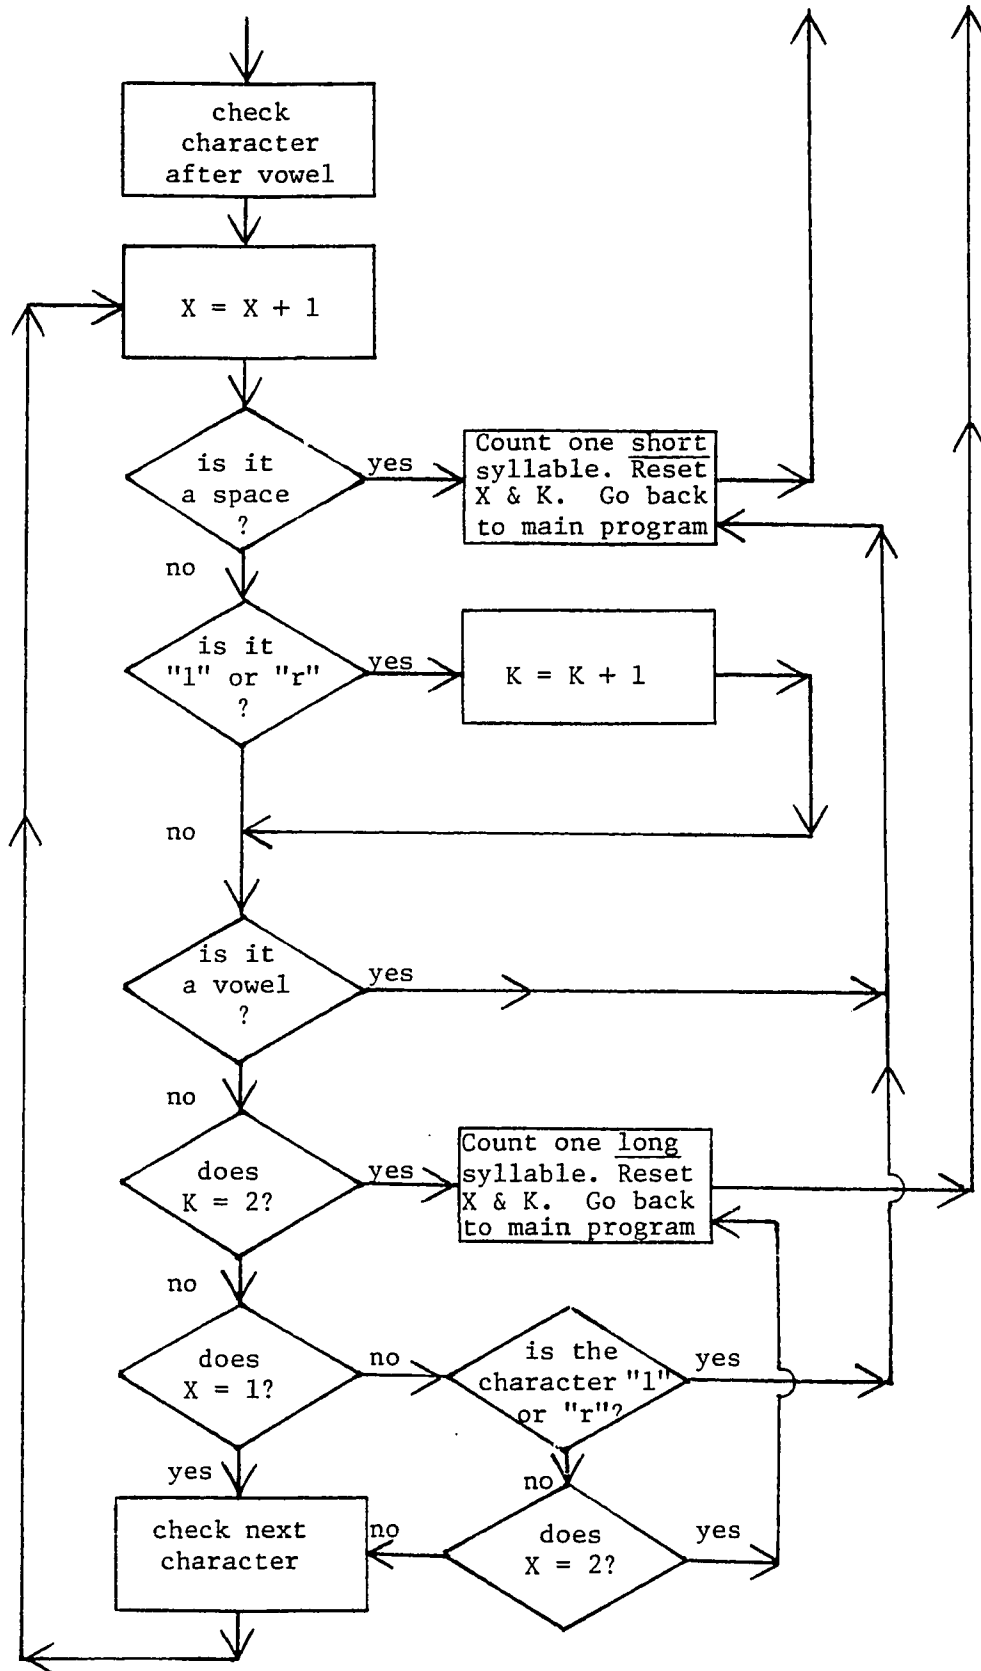 check
character
after vowel
X = X + 1
is it
a space
?
yes
Count one short
syllable. Reset
X & K. Go back
to main program
no
is it
"l" or "r"
?
yes
K = K + 1
no
is it
a vowel
?
yes
no
does
K = 2?
yes
Count one long
syllable. Reset
X & K. Go back
to main program
no
does
X = 1?
no
is the
character "l"
or "r"?
yes
yes
no
check next
character
no
does
X = 2?
yes